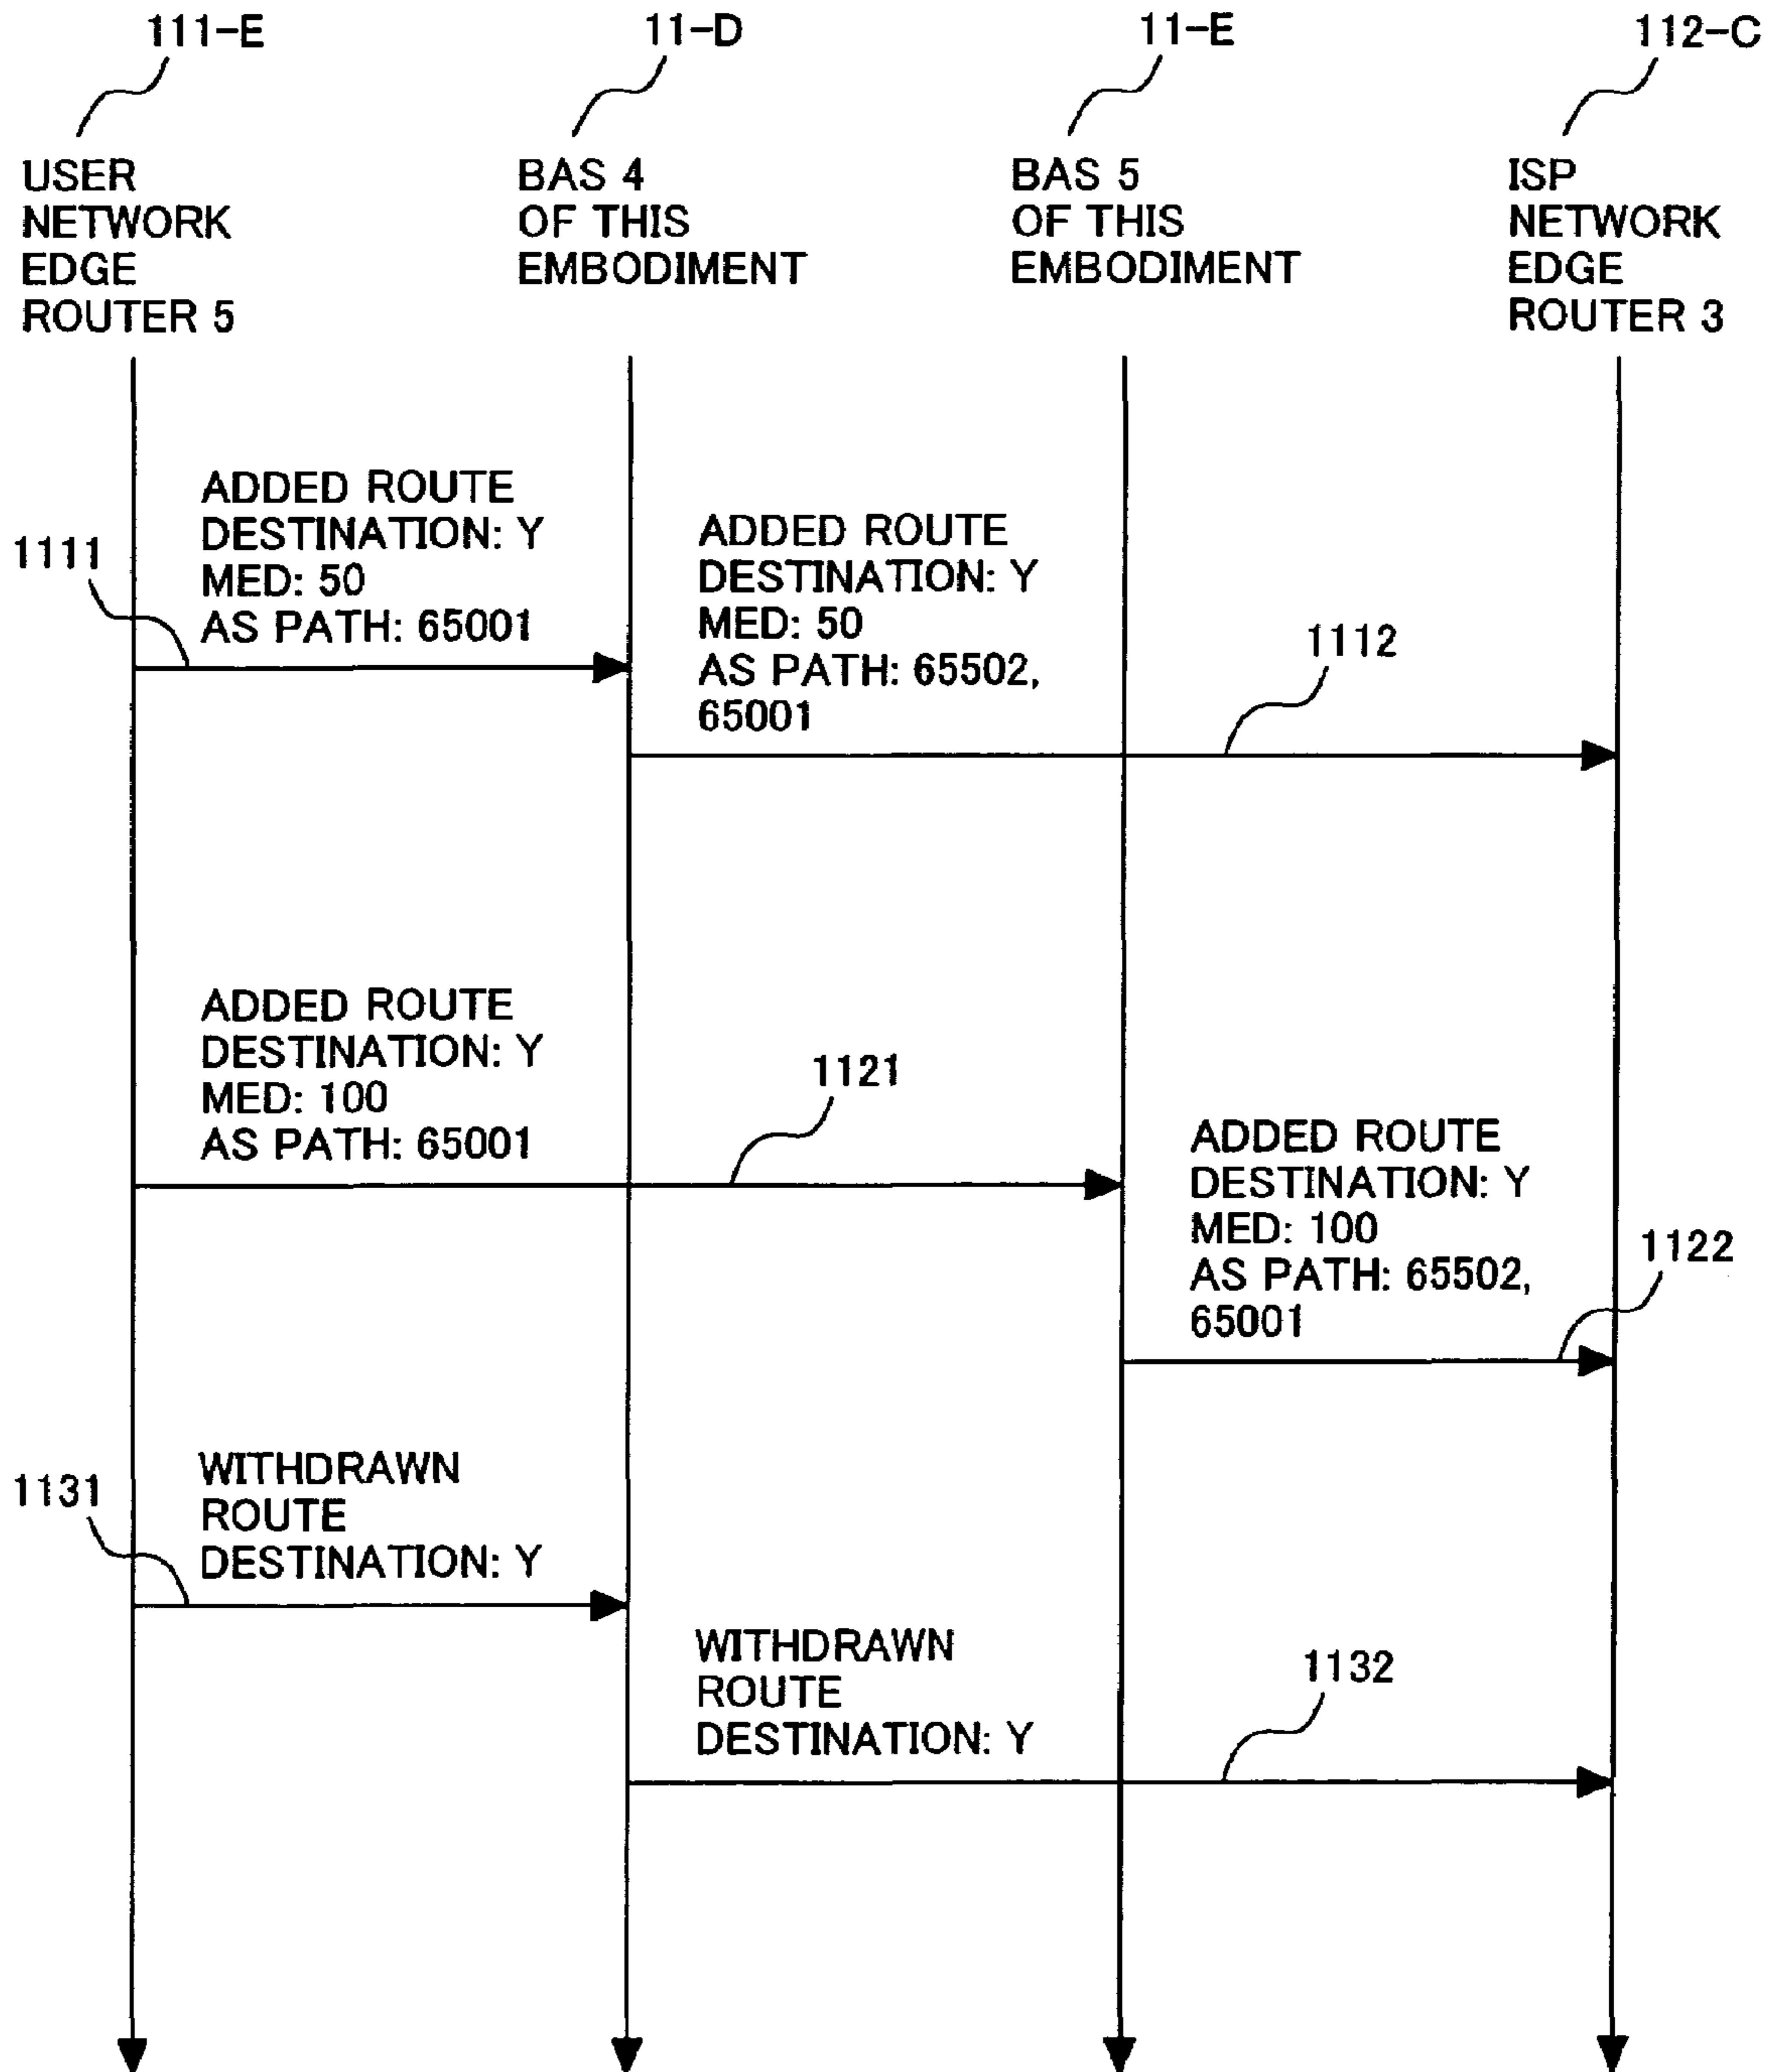 111-E
11-D
11-E
112-C
USER
NETWORK
EDGE
ROUTER 5
BAS 4
OF THIS
EMBODIMENT
BAS 5
OF THIS
EMBODIMENT
ISP
NETWORK
EDGE
ROUTER 3
1111
ADDED ROUTE
DESTINATION: Y
MED: 50
AS PATH: 65001
ADDED ROUTE
DESTINATION: Y
MED: 50
AS PATH: 65502,
65001
1112
ADDED ROUTE
DESTINATION: Y
MED: 100
AS PATH: 65001
1121
ADDED ROUTE
DESTINATION: Y
MED: 100
AS PATH: 65502,
65001
1122
1131
WITHDRAWN
ROUTE
DESTINATION: Y
WITHDRAWN
ROUTE
DESTINATION: Y
1132